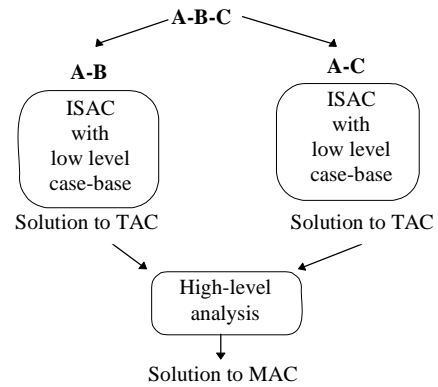 A-B-C
A-B
ISAC
with
low level
case-base
Solution to TAC
A-C
ISAC
with
low level
case-base
Solution to TAC
High-level
analysis
Solution to MAC